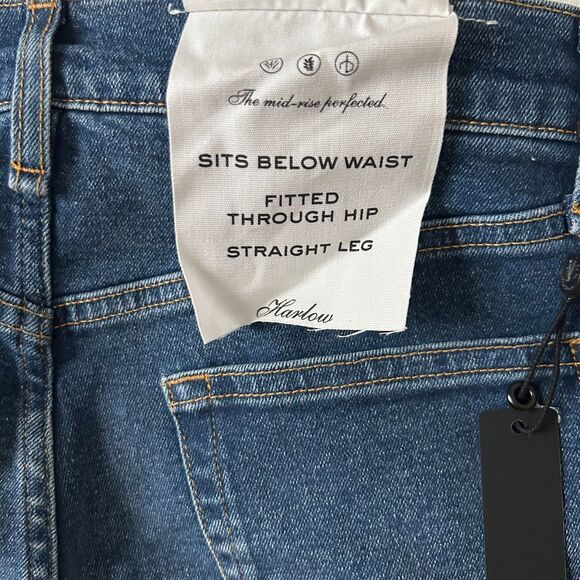 The mid-rise perfected.
SITS BELOW WAIST
FITTED
THROUGH HIP
STRAIGHT LEG
Harlow